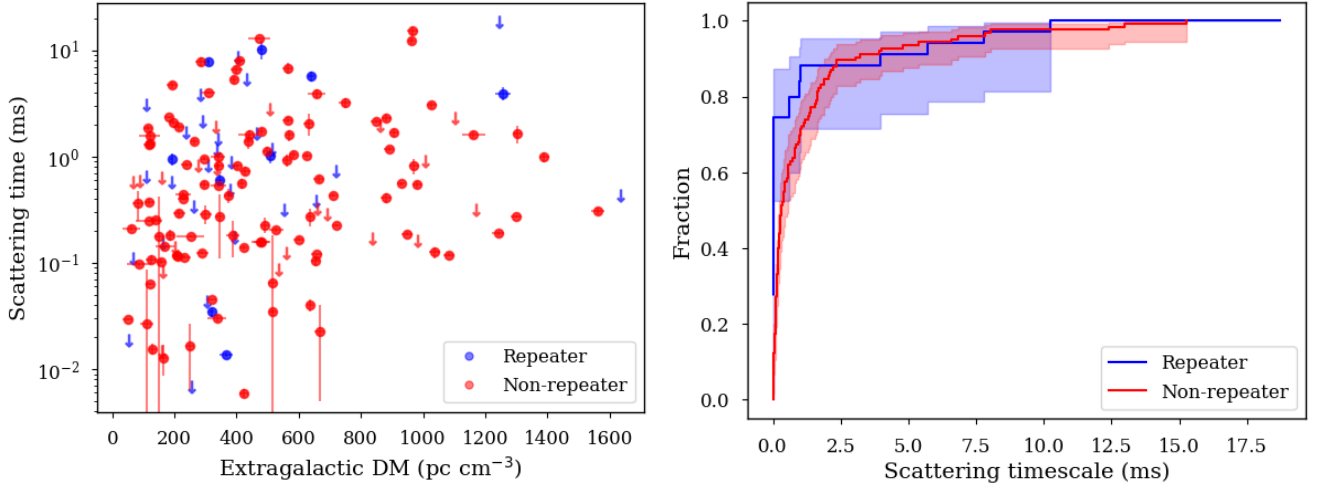 Scattering time (ms)
10¹
10⁰
10⁻¹
10⁻²
Repeater
Non-repeater
0 200 400 600 800 1000 1200 1400 1600
Extragalactic DM (pc cm⁻³)
Fraction
1.0
0.8
0.6
0.4
0.2
0.0
Repeater
Non-repeater
0.0 2.5 5.0 7.5 10.0 12.5 15.0 17.5
Scattering timescale (ms)